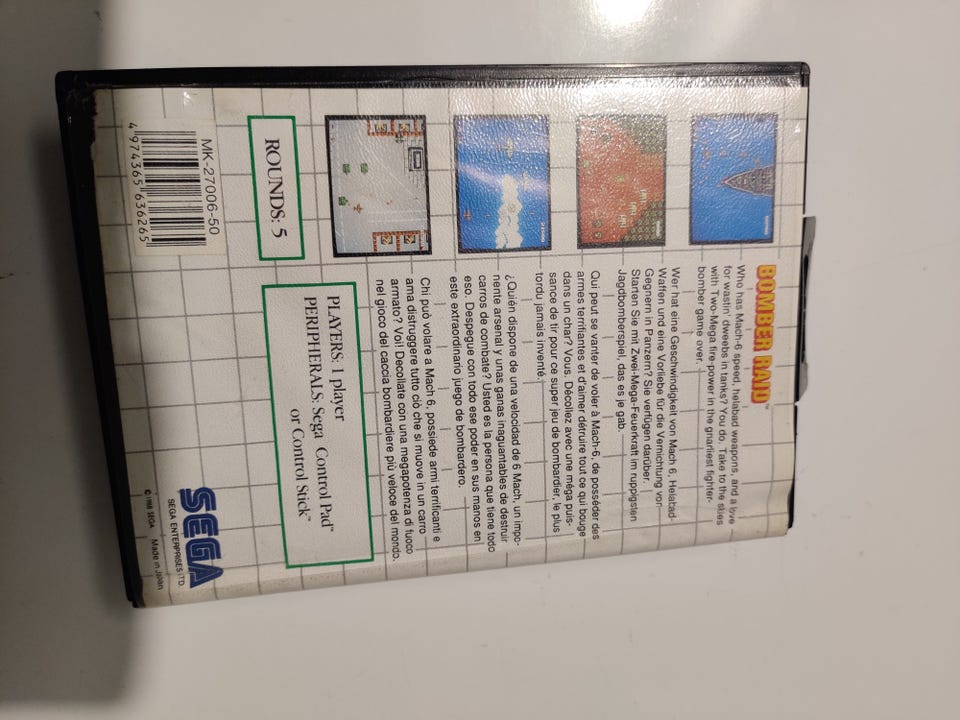 BOMBER RAID™
Who has Mach-6 speed, helabad weapons, and a love
for wastin' dweebs in tanks? You do. Take to the skies
with Two-Mega fire-power in the gnarliest fighter-
bomber game over.
Wer hat eine Geschwindigkeit von Mach 6, Helabad-
Waffen und eine Vorliebe für die Vernichtung von
Gegnern in Panzern? Sie verfügen darüber.
Starten Sie mit Zwei-Mega-Feuerkraft im ruppigsten
Jagdbomberspiel, das es je gab.
Qui peut se vanter de voler à Mach-6, de posséder des
armes terrifiantes et d'aimer détruire tout ce qui bouge
dans un char? Vous. Décollez avec une méga puis-
sance de tir pour ce super jeu de bombardier, le plus
tordu jamais inventé.
¿Quién dispone de una velocidad de 6 Mach, un impo-
nente arsenal y unas ganas inaguantables de destruir
carros de combate? Usted es la persona que tiene todo
eso. Despegue con todo ese poder en sus manos en
este extraordinario juego de bombardero.
Chi può volare a Mach 6, possiede armi terrificanti e
ama distruggere tutto ciò che si muove in un carro
armato? Voi! Decollate con una megapotenza di fuoco
nel gioco del caccia bombardiere più veloce del mondo.
ROUNDS: 5
PLAYERS: 1 player
PERIPHERALS: Sega Control Pad™
or Control Stick™
MK-27006-50
4 974365 636265
SEGA
SEGA ENTERPRISES LTD.
© 1988 SEGA Made in Japan